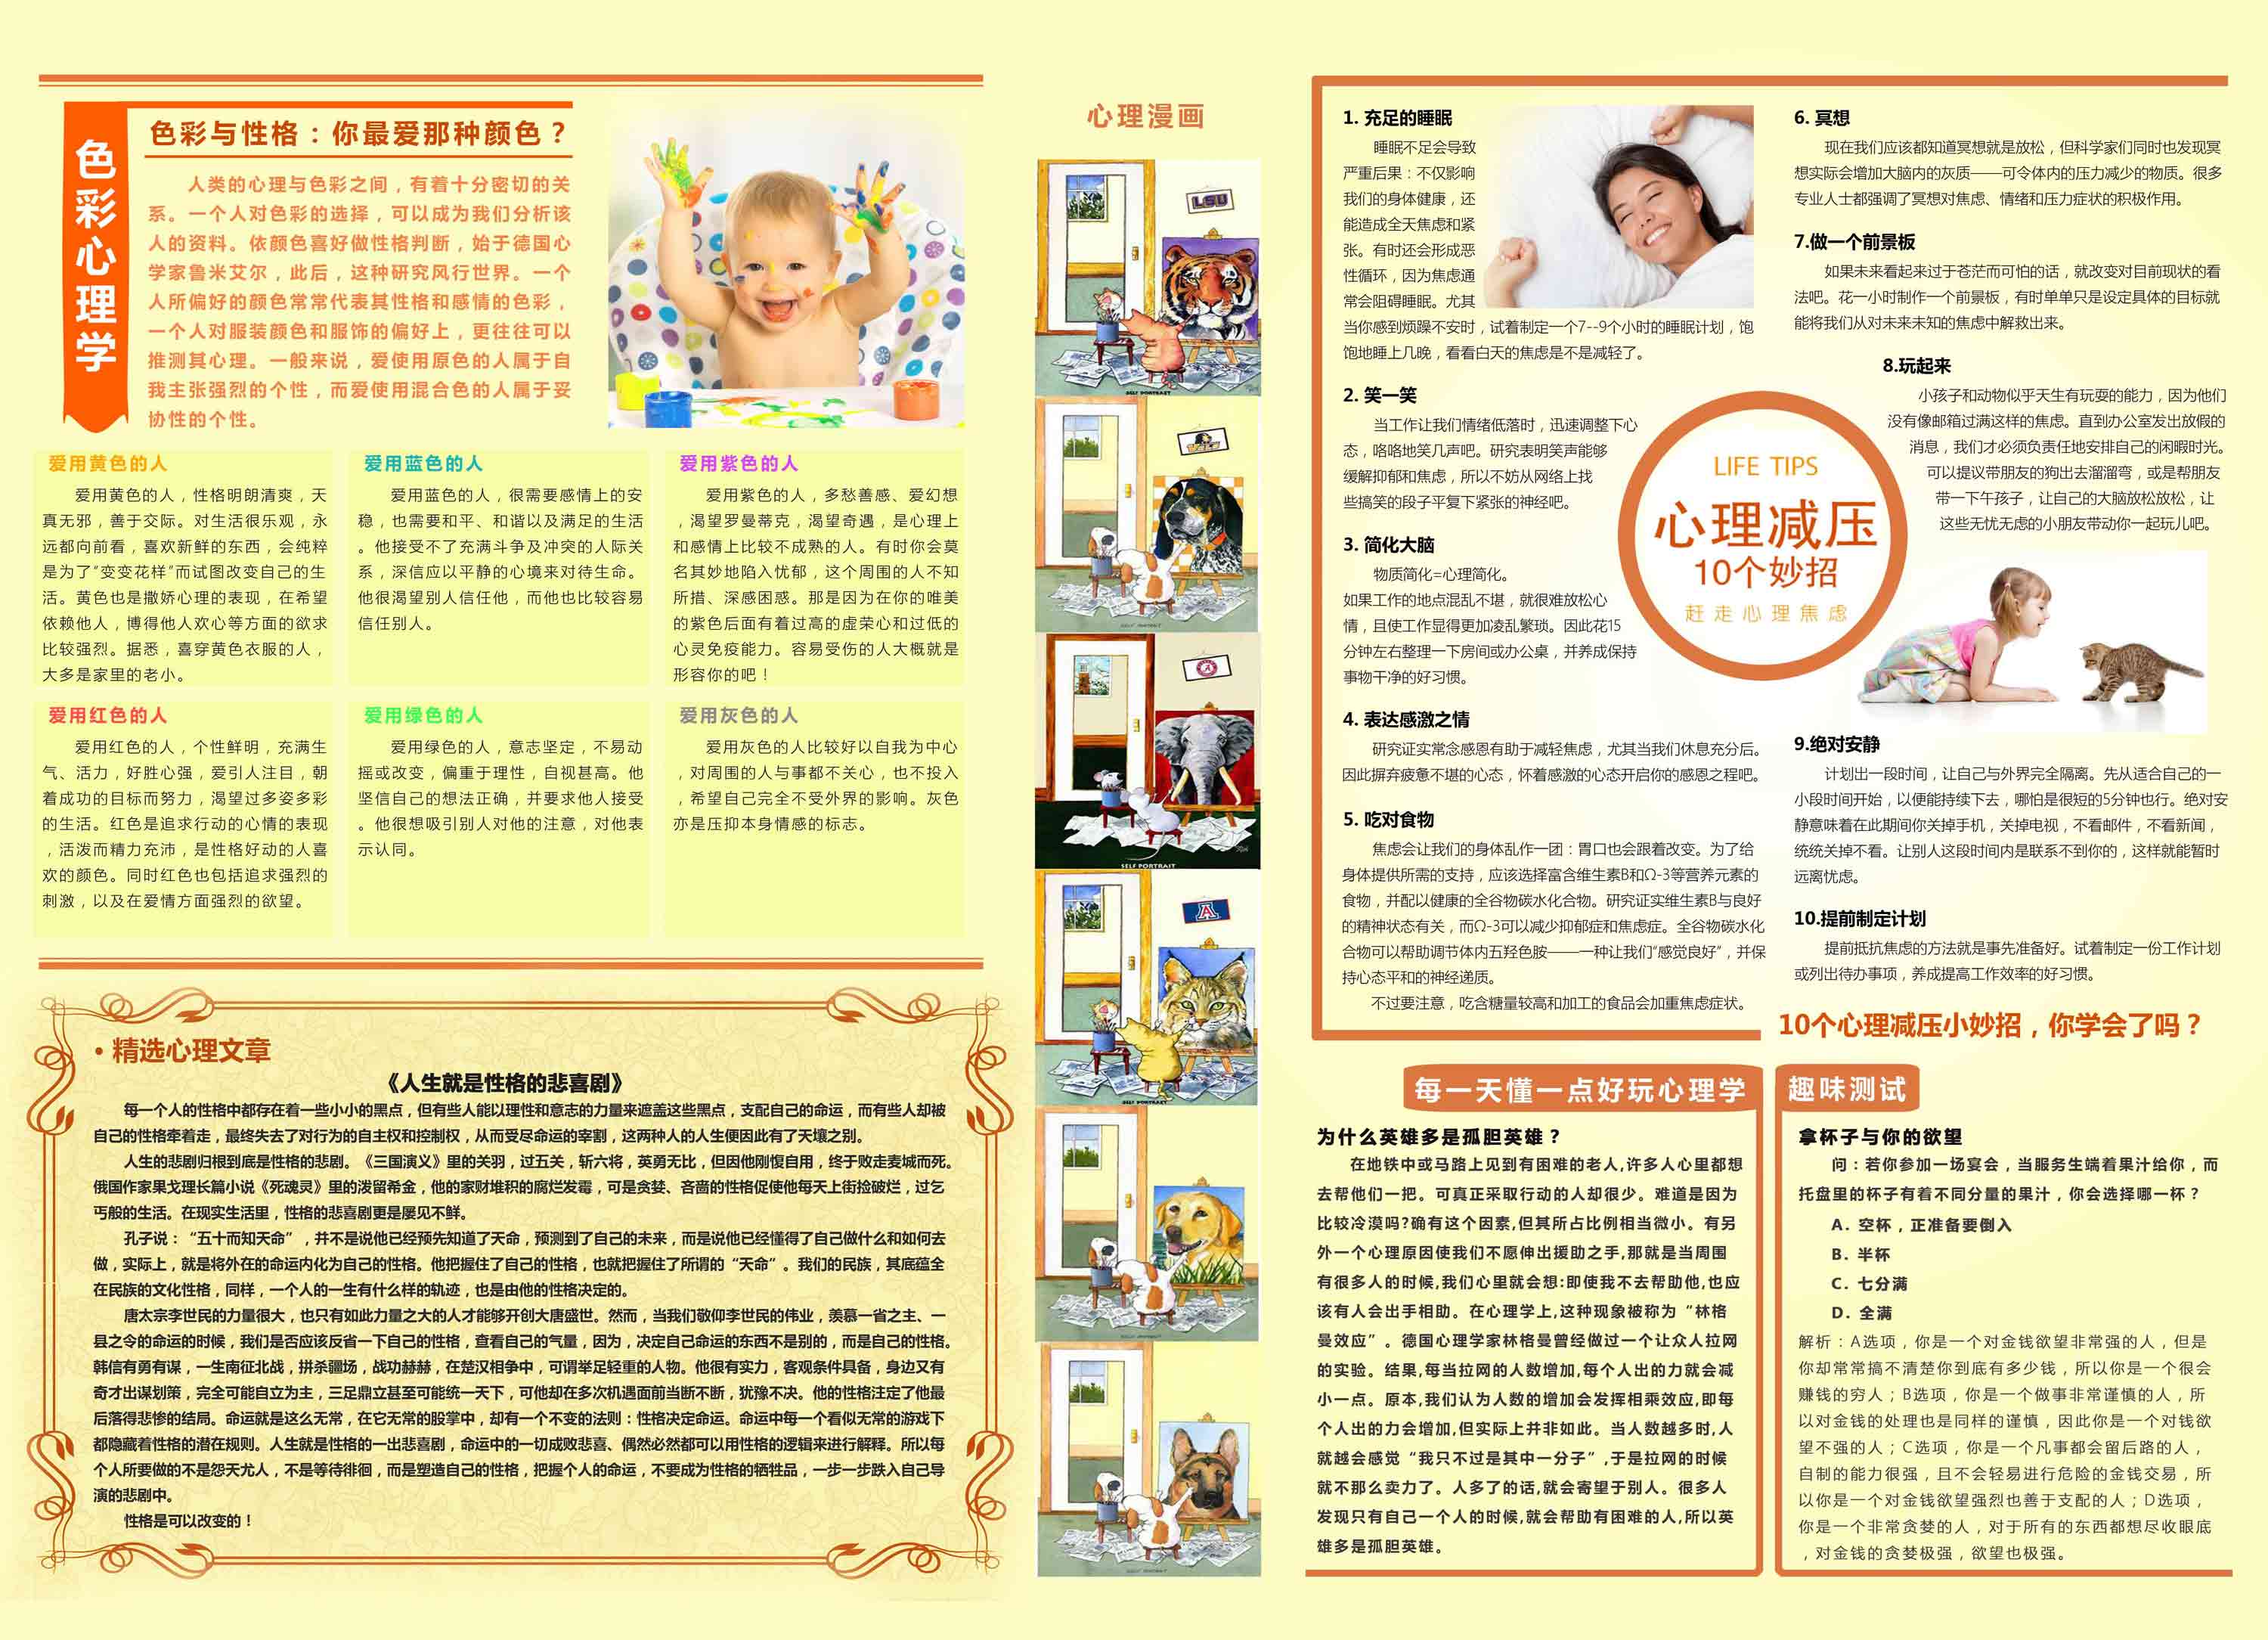 色彩心理学
色彩与性格：你最爱那种颜色？
人类的心理与色彩之间，有着十分密切的关
系。一个人对色彩的选择，可以成为我们分析该
人的资料。依颜色喜好做性格判断，始于德国心
学家鲁米艾尔，此后，这种研究风行世界。一个
人所偏好的颜色常常代表其性格和感情的色彩，
一个人对服装颜色和服饰的偏好上，更往往可以
推测其心理。一般来说，爱使用原色的人属于自
我主张强烈的个性，而爱使用混合色的人属于妥
协性的个性。
爱用黄色的人
爱用黄色的人，性格明朗清爽，天
真无邪，善于交际。对生活很乐观，永
远都向前看，喜欢新鲜的东西，会纯粹
是为了“变变花样”而试图改变自己的生
活。黄色也是撒娇心理的表现，在希望
依赖他人，博得他人欢心等方面的欲求
比较强烈。据悉，喜穿黄色衣服的人，
大多是家里的老小。
爱用蓝色的人
爱用蓝色的人，很需要感情上的安
稳，也需要和平、和谐以及满足的生活
。他接受不了充满斗争及冲突的人际关
系，深信应以平静的心境来对待生命。
他很渴望别人信任他，而他也比较容易
信任别人。
爱用紫色的人
爱用紫色的人，多愁善感、爱幻想
，渴望罗曼蒂克，渴望奇遇，是心理上
和感情上比较不成熟的人。有时你会莫
名其妙地陷入忧郁，这个周围的人不知
所措、深感困惑。那是因为在你的唯美
的紫色后面有着过高的虚荣心和过低的
心灵免疫能力。容易受伤的人大概就是
形容你的吧！
爱用红色的人
爱用红色的人，个性鲜明，充满生
气、活力，好胜心强，爱引人注目，朝
着成功的目标而努力，渴望过多姿多彩
的生活。红色是追求行动的心情的表现
，活泼而精力充沛，是性格好动的人喜
欢的颜色。同时红色也包括追求强烈的
刺激，以及在爱情方面强烈的欲望。
爱用绿色的人
爱用绿色的人，意志坚定，不易动
摇或改变，偏重于理性，自视甚高。他
坚信自己的想法正确，并要求他人接受
。他很想吸引别人对他的注意，对他表
示认同。
爱用灰色的人
爱用灰色的人比较好以自我为中心
，对周围的人与事都不关心，也不投入
，希望自己完全不受外界的影响。灰色
亦是压抑本身情感的标志。
• 精选心理文章
《人生就是性格的悲喜剧》
每一个人的性格中都存在着一些小小的黑点，但有些人能以理性和意志的力量来遮盖这些黑点，支配自己的命运，而有些人却被
自己的性格牵着走，最终失去了对行为的自主权和控制权，从而受尽命运的宰割，这两种人的人生便因此有了天壤之别。
人生的悲剧归根到底是性格的悲剧。《三国演义》里的关羽，过五关，斩六将，英勇无比，但因他刚愎自用，终于败走麦城而死。
俄国作家果戈理长篇小说《死魂灵》里的泼留希金，他的家财堆积的腐烂发霉，可是贪婪、吝啬的性格促使他每天上街捡破烂，过乞
丐般的生活。在现实生活里，性格的悲喜剧更是屡见不鲜。
孔子说：“五十而知天命”，并不是说他已经预先知道了天命，预测到了自己的未来，而是说他已经懂得了自己做什么和如何去
做，实际上，就是将外在的命运内化为自己的性格。他把握住了自己的性格，也就把握住了所谓的“天命”。我们的民族，其底蕴全
在民族的文化性格，同样，一个人的一生有什么样的轨迹，也是由他的性格决定的。
唐太宗李世民的力量很大，也只有如此力量之大的人才能够开创大唐盛世。然而，当我们敬仰李世民的伟业，羡慕一省之主、一
县之令的命运的时候，我们是否应该反省一下自己的性格，查看自己的气量，因为，决定自己命运的东西不是别的，而是自己的性格。
韩信有勇有谋，一生南征北战，拼杀疆场，战功赫赫，在楚汉相争中，可谓举足轻重的人物。他很有实力，客观条件具备，身边又有
奇才出谋划策，完全可能自立为主，三足鼎立甚至可能统一天下，可他却在多次机遇面前当断不断，犹豫不决。他的性格注定了他最
后落得悲惨的结局。命运就是这么无常，在它无常的股掌中，却有一个不变的法则：性格决定命运。命运中每一个看似无常的游戏下
都隐藏着性格的潜在规则。人生就是性格的一出悲喜剧，命运中的一切成败悲喜、偶然必然都可以用性格的逻辑来进行解释。所以每
个人所要做的不是怨天尤人，不是等待徘徊，而是塑造自己的性格，把握个人的命运，不要成为性格的牺牲品，一步一步跌入自己导
演的悲剧中。
性格是可以改变的！
心理漫画
LSU
SELF PORTRAIT
SELF PORTRAIT
A
SELF PORTRAIT
A
SELF PORTRAIT
SELF PORTRAIT
SELF PORTRAIT
1. 充足的睡眠
睡眠不足会导致
严重后果：不仅影响
我们的身体健康，还
能造成全天焦虑和紧
张。有时还会形成恶
性循环，因为焦虑通
常会阻碍睡眠。尤其
当你感到烦躁不安时，试着制定一个7--9个小时的睡眠计划，饱
饱地睡上几晚，看看白天的焦虑是不是减轻了。
2. 笑一笑
当工作让我们情绪低落时，迅速调整下心
态，咯咯地笑几声吧。研究表明笑声能够
缓解抑郁和焦虑，所以不妨从网络上找
些搞笑的段子平复下紧张的神经吧。
3. 简化大脑
物质简化=心理简化。
如果工作的地点混乱不堪，就很难放松心
情，且使工作显得更加凌乱繁琐。因此花15
分钟左右整理一下房间或办公桌，并养成保持
事物干净的好习惯。
4. 表达感激之情
研究证实常念感恩有助于减轻焦虑，尤其当我们休息充分后。
因此摒弃疲惫不堪的心态，怀着感激的心态开启你的感恩之程吧。
5. 吃对食物
焦虑会让我们的身体乱作一团：胃口也会跟着改变。为了给
身体提供所需的支持，应该选择富含维生素B和Ω-3等营养元素的
食物，并配以健康的全谷物碳水化合物。研究证实维生素B与良好
的精神状态有关，而Ω-3可以减少抑郁症和焦虑症。全谷物碳水化
合物可以帮助调节体内五羟色胺——一种让我们“感觉良好”，并保
持心态平和的神经递质。
不过要注意，吃含糖量较高和加工的食品会加重焦虑症状。
LIFE TIPS
心理减压
10个妙招
赶走心理焦虑
6. 冥想
现在我们应该都知道冥想就是放松，但科学家们同时也发现冥
想实际会增加大脑内的灰质——可令体内的压力减少的物质。很多
专业人士都强调了冥想对焦虑、情绪和压力症状的积极作用。
7.做一个前景板
如果未来看起来过于苍茫而可怕的话，就改变对目前现状的看
法吧。花一小时制作一个前景板，有时单单只是设定具体的目标就
能将我们从对未来未知的焦虑中解救出来。
8.玩起来
小孩子和动物似乎天生有玩耍的能力，因为他们
没有像邮箱过满这样的焦虑。直到办公室发出放假的
消息，我们才必须负责任地安排自己的闲暇时光。
可以提议带朋友的狗出去溜溜弯，或是帮朋友
带一下午孩子，让自己的大脑放松放松，让
这些无忧无虑的小朋友带动你一起玩儿吧。
9.绝对安静
计划出一段时间，让自己与外界完全隔离。先从适合自己的一
小段时间开始，以便能持续下去，哪怕是很短的5分钟也行。绝对安
静意味着在此期间你关掉手机，关掉电视，不看邮件，不看新闻，
统统关掉不看。让别人这段时间内是联系不到你的，这样就能暂时
远离忧虑。
10.提前制定计划
提前抵抗焦虑的方法就是事先准备好。试着制定一份工作计划
或列出待办事项，养成提高工作效率的好习惯。
10个心理减压小妙招，你学会了吗？
每一天懂一点好玩心理学
为什么英雄多是孤胆英雄？
在地铁中或马路上见到有困难的老人,许多人心里都想
去帮他们一把。可真正采取行动的人却很少。难道是因为
比较冷漠吗?确有这个因素,但其所占比例相当微小。有另
外一个心理原因使我们不愿伸出援助之手,那就是当周围
有很多人的时候,我们心里就会想:即使我不去帮助他,也应
该有人会出手相助。在心理学上,这种现象被称为“林格
曼效应”。德国心理学家林格曼曾经做过一个让众人拉网
的实验。结果,每当拉网的人数增加,每个人出的力就会减
小一点。原本,我们认为人数的增加会发挥相乘效应,即每
个人出的力会增加,但实际上并非如此。当人数越多时,人
就越会感觉“我只不过是其中一分子”,于是拉网的时候
就不那么卖力了。人多了的话,就会寄望于别人。很多人
发现只有自己一个人的时候,就会帮助有困难的人,所以英
雄多是孤胆英雄。
趣味测试
拿杯子与你的欲望
问：若你参加一场宴会，当服务生端着果汁给你，而
托盘里的杯子有着不同分量的果汁，你会选择哪一杯？
A. 空杯，正准备要倒入
B. 半杯
C. 七分满
D. 全满
解析：A选项，你是一个对金钱欲望非常强的人，但是
你却常常搞不清楚你到底有多少钱，所以你是一个很会
赚钱的穷人；B选项，你是一个做事非常谨慎的人，所
以对金钱的处理也是同样的谨慎，因此你是一个对钱欲
望不强的人；C选项，你是一个凡事都会留后路的人，
自制的能力很强，且不会轻易进行危险的金钱交易，所
以你是一个对金钱欲望强烈也善于支配的人；D选项，
你是一个非常贪婪的人，对于所有的东西都想尽收眼底
，对金钱的贪婪极强，欲望也极强。